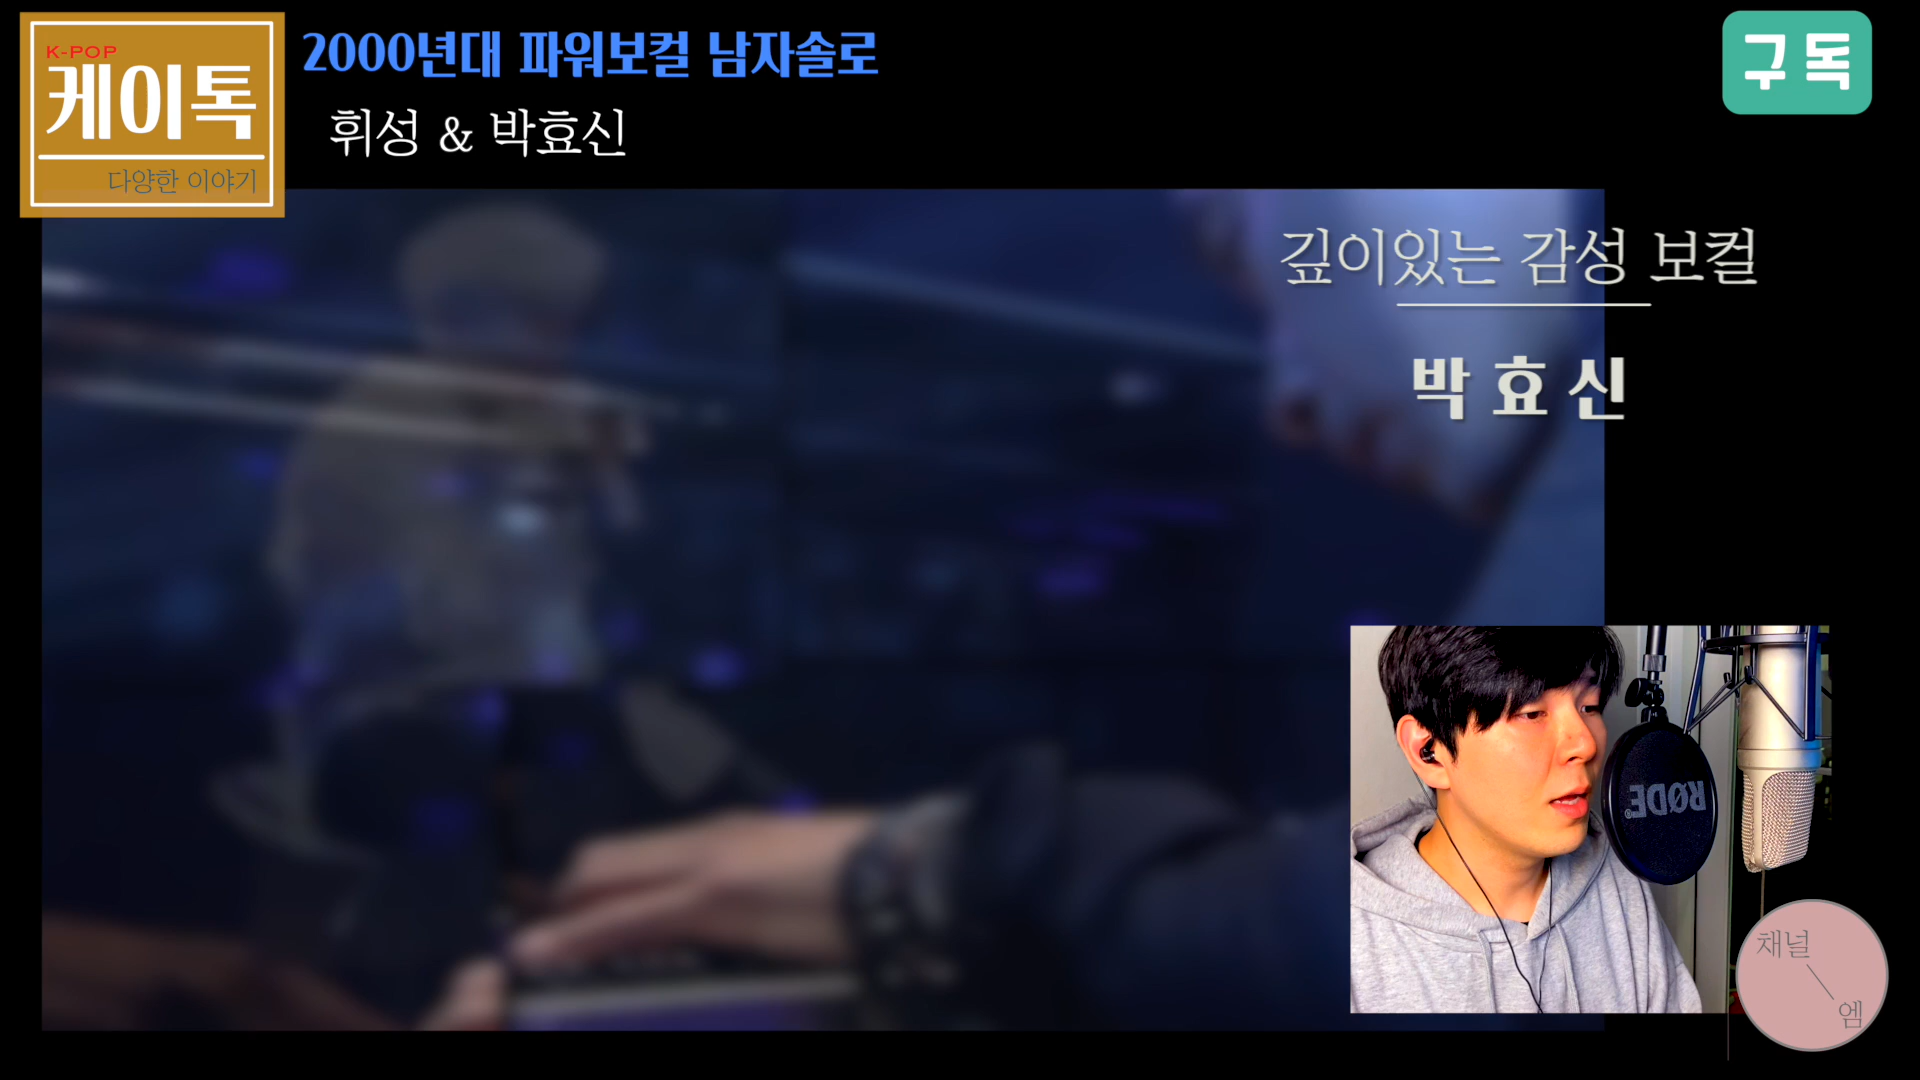 K-POP
케이톡
다양한 이야기
2000년대 파워보컬 남자솔로
휘성 & 박효신
구독
깊이있는 감성 보컬
박효신
RØDE
채널
엠